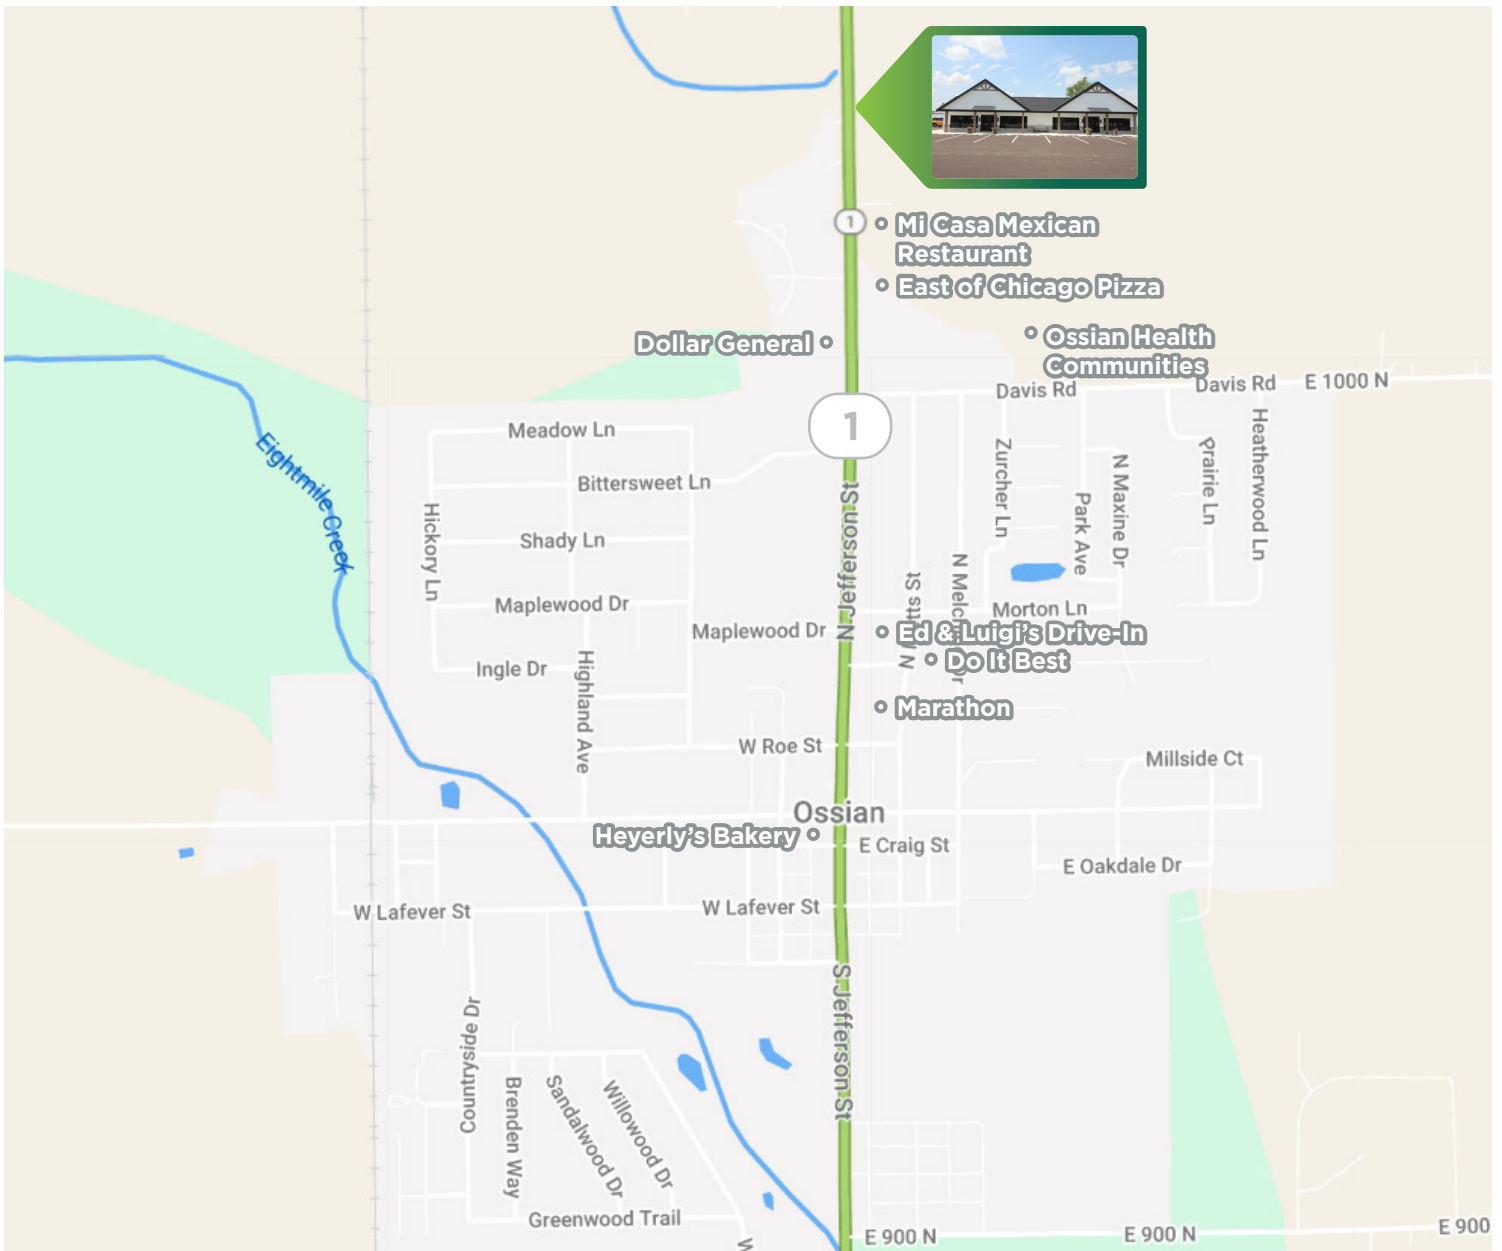 1
Mi Casa Mexican
Restaurant
East of Chicago Pizza
Dollar General
Ossian Health
Communities
Davis Rd
Davis Rd
E 1000 N
1
Meadow Ln
Bittersweet Ln
Hickory Ln
Shady Ln
Maplewood Dr
Maplewood Dr
Ingle Dr
Highland Ave
Eightmile Creek
N Jefferson St
Zurcher Ln
Park Ave
N Maxine Dr
Prairie Ln
Heatherwood Ln
Morton Ln
Ed & Luigi's Drive-In
Do It Best
Marathon
W Roe St
Millside Ct
Ossian
Heyerly's Bakery
E Craig St
E Oakdale Dr
W Lafever St
W Lafever St
S Jefferson St
Countryside Dr
Brenden Way
Sandalwood Dr
Willowood Dr
Greenwood Trail
W
E 900 N
E 900 N
E 900